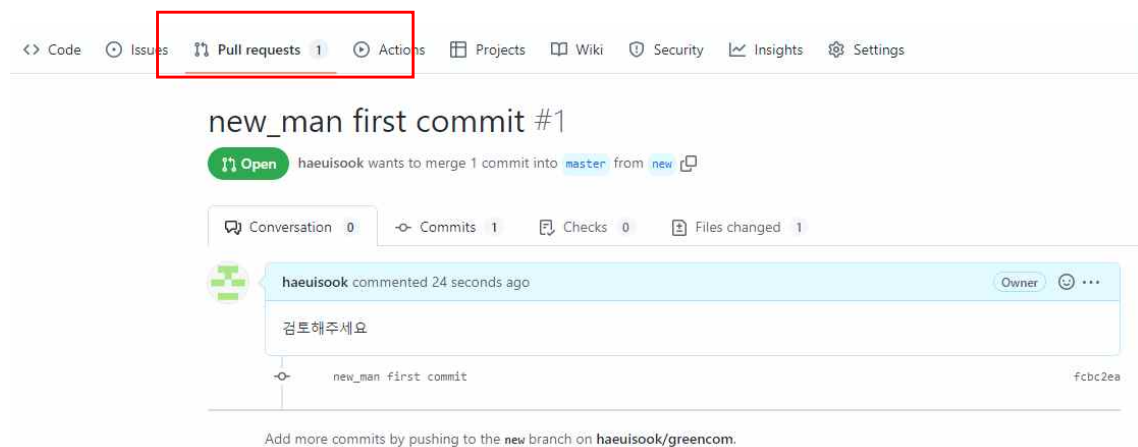 <> Code Issues Pull requests 1 Actions Projects Wiki Security Insights Settings
new_man first commit #1
Open haeuisook wants to merge 1 commit into master from new
Conversation 0 Commits 1 Checks 0 Files changed 1
haeuisook commented 24 seconds ago Owner
검토해주세요
new_man first commit fcbc2ea
Add more commits by pushing to the new branch on haeuisook/greencom.